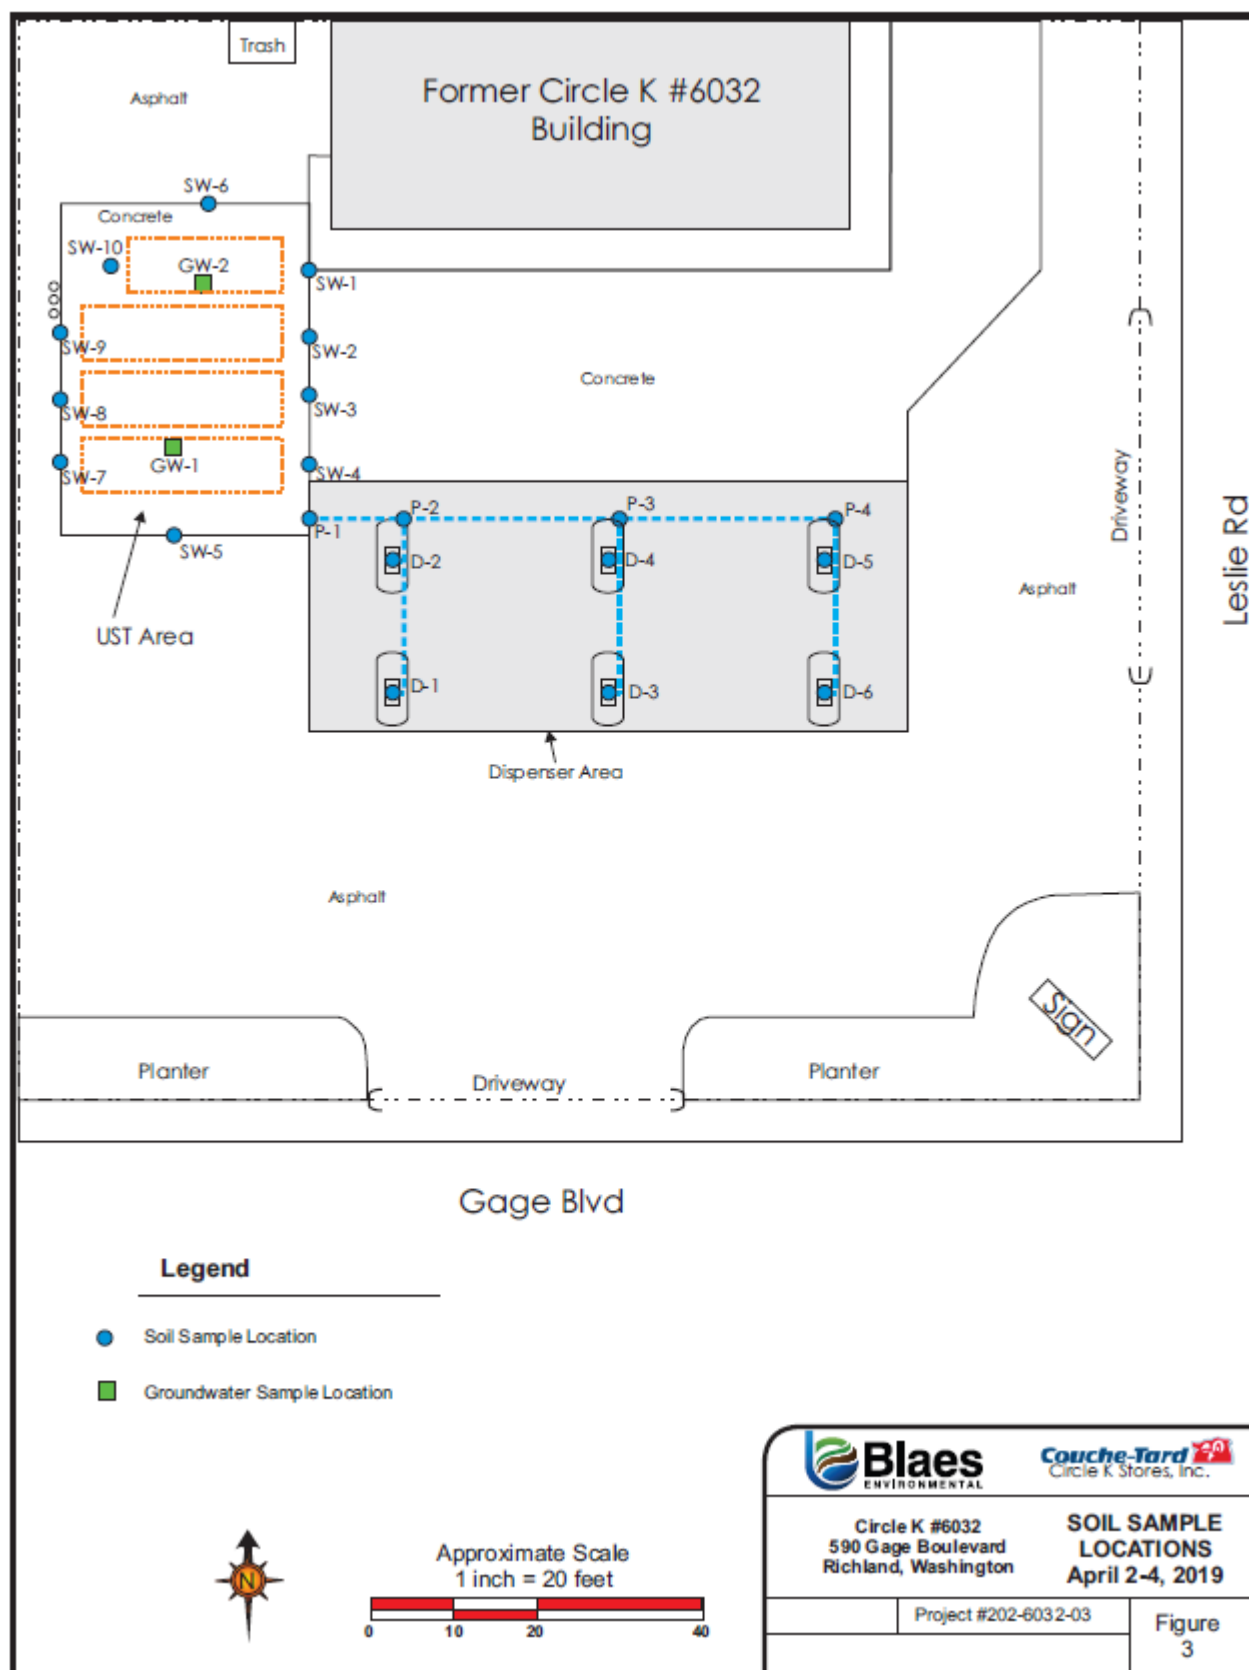 Trash
Former Circle K #6032
Building
Asphalt
SW-6
Concrete
SW-10
GW-2
SW-1
SW-9
SW-2
Concrete
SW-8
SW-3
GW-1
SW-7
SW-4
Driveway
Leslie Rd
P-1
P-2
P-3
P-4
SW-5
D-2
D-4
D-5
Asphalt
UST Area
D-1
D-3
D-6
Dispenser Area
Asphalt
Sign
Planter
Driveway
Planter
Gage Blvd
Legend
Soil Sample Location
Groundwater Sample Location
N
Approximate Scale
1 inch = 20 feet
0 10 20 40
Blaes
ENVIRONMENTAL
Couche-Tard
Circle K Stores, Inc.
Circle K #6032
590 Gage Boulevard
Richland, Washington
SOIL SAMPLE
LOCATIONS
April 2-4, 2019
Project #202-6032-03
Figure
3